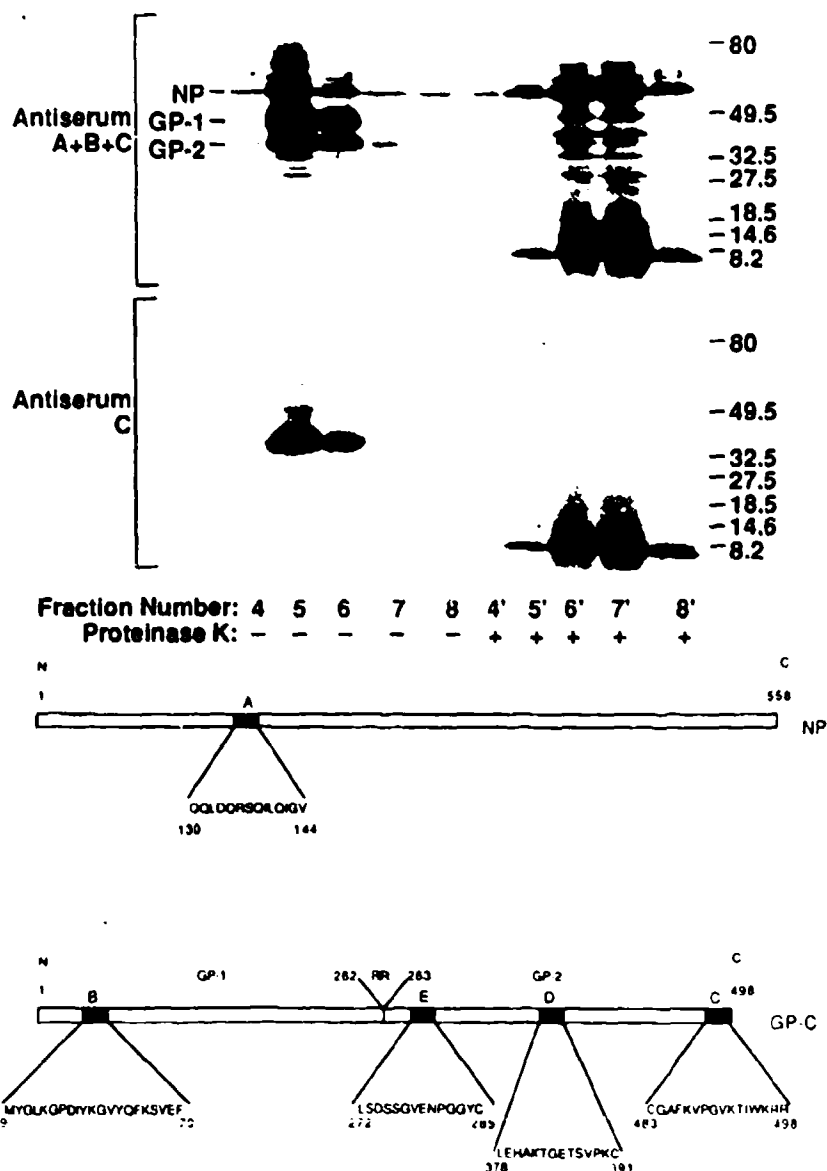 80
NP
Antiserum
A+B+C
GP-1
GP-2
49.5
32.5
27.5
18.5
14.6
8.2
80
Antiserum
C
49.5
32.5
27.5
18.5
14.6
8.2
Fraction Number: 4 5 6 7 8 4' 5' 6' 7' 8'
Proteinase K: − − − − − + + + + +
N
C
1
558
A
NP
130
144
N
C
1
GP-1
262
RR
263
GP-2
498
B
E
D
C
GP-C
LSDSSGVENPGGYC
272
285
LEHAKTGETSVPKC
378
391
483
498